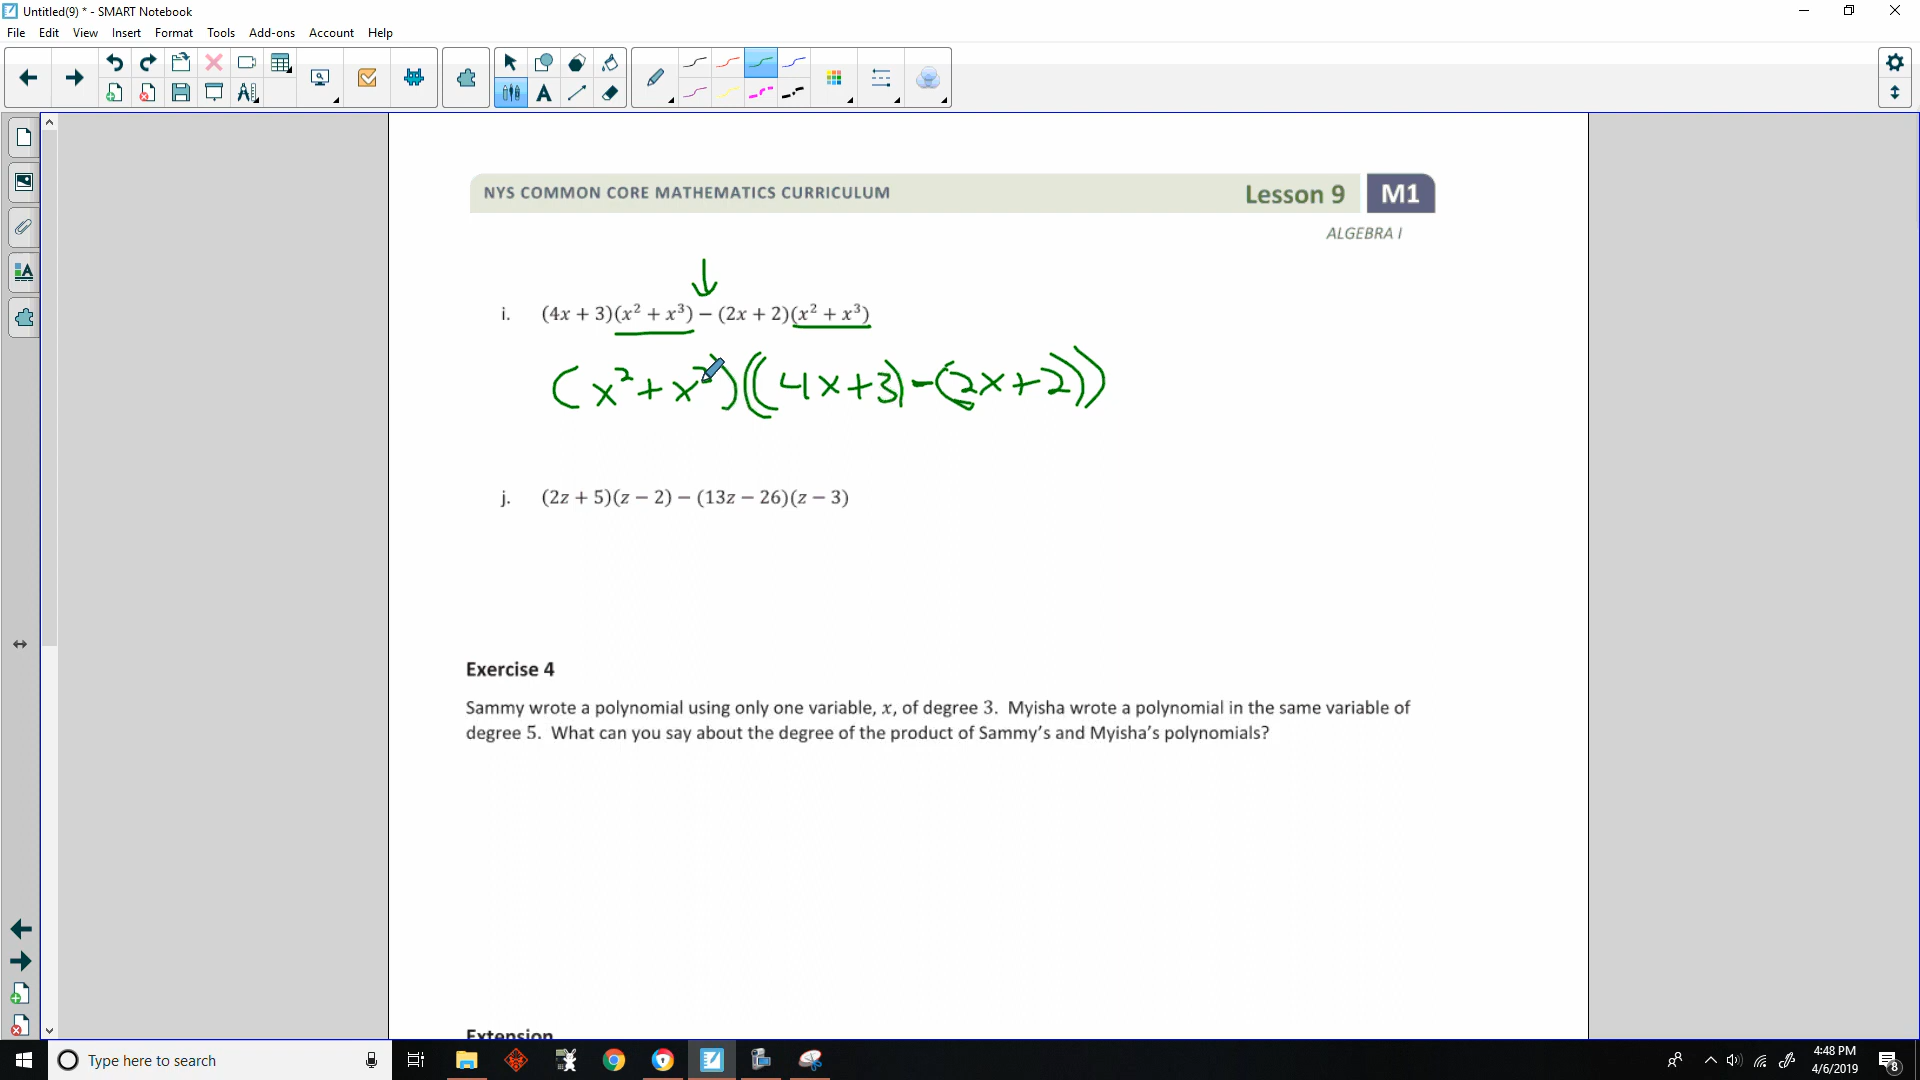 Untitled(9) * - SMART Notebook
File Edit View Insert Format Tools Add-ons Account Help
NYS COMMON CORE MATHEMATICS CURRICULUM Lesson 9 M1
ALGEBRA I
i. (4x + 3)(x² + x³) − (2x + 2)(x² + x³)
(x² + x )((4x+3)-(2x+2))
j. (2z + 5)(z − 2) − (13z − 26)(z − 3)
Exercise 4
Sammy wrote a polynomial using only one variable, x, of degree 3. Myisha wrote a polynomial in the same variable of
degree 5. What can you say about the degree of the product of Sammy's and Myisha's polynomials?
Extension
Type here to search
4:48 PM
4/6/2019
8